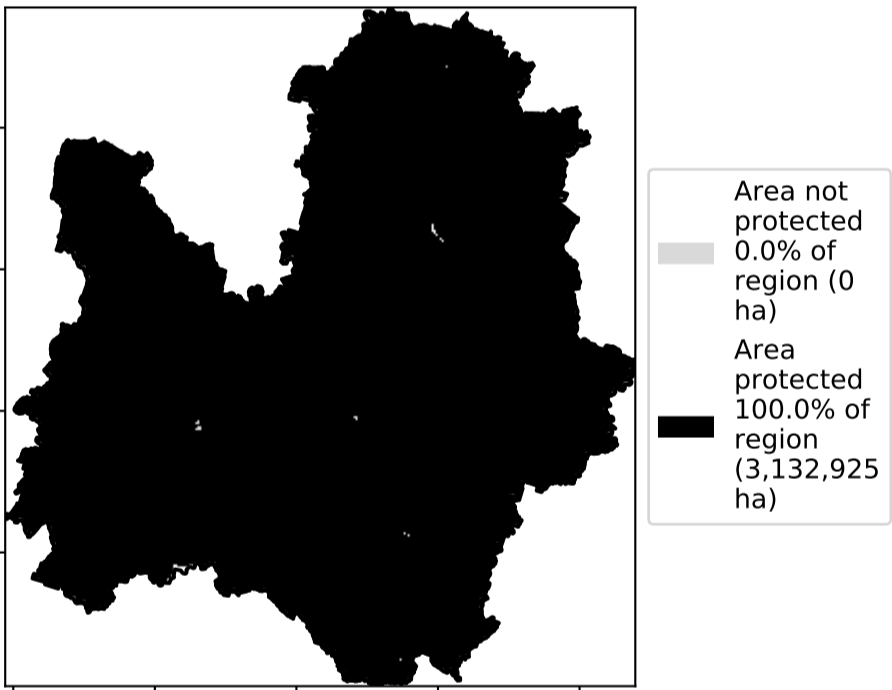 Area not
protected
0.0% of
region (0
ha)
Area
protected
100.0% of
region
(3,132,925
ha)